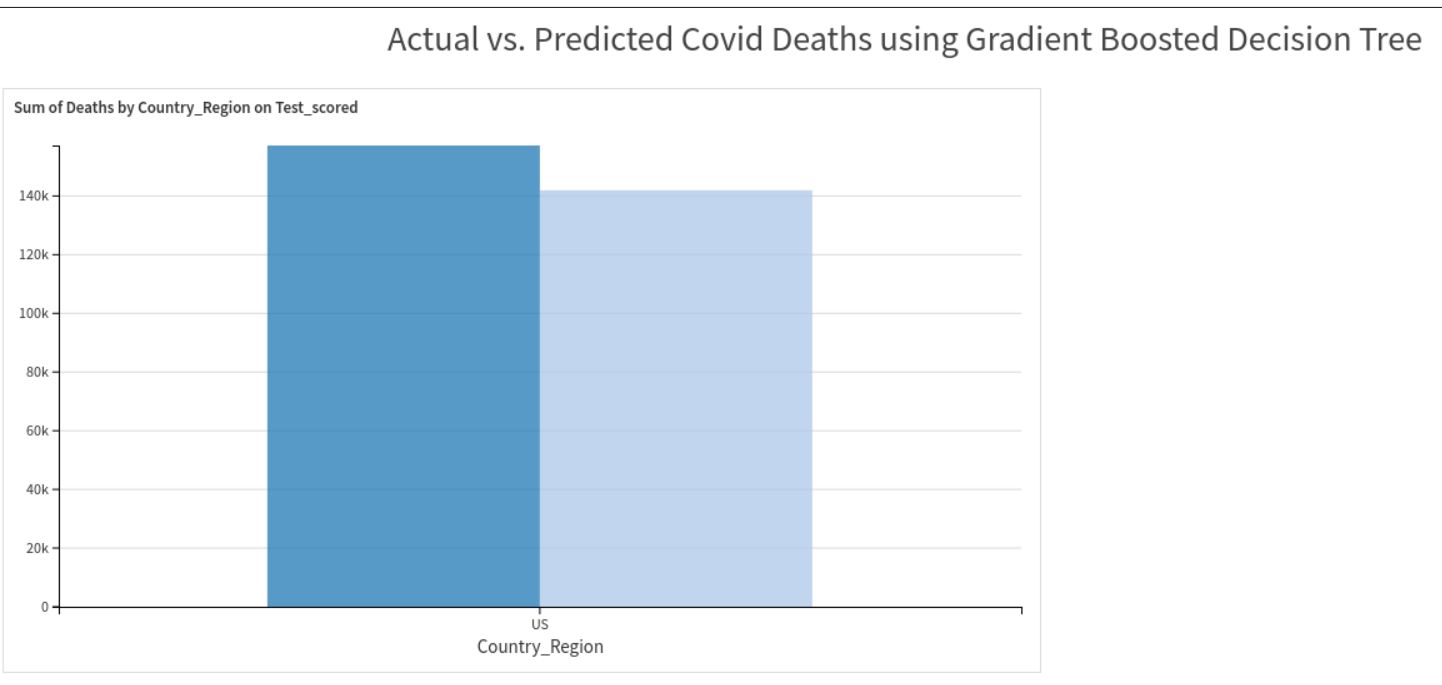 Actual vs. Predicted Covid Deaths using Gradient Boosted Decision Tree
Sum of Deaths by Country_Region on Test_scored
140k
120k
100k
80k
60k
40k
20k
0
US
Country_Region